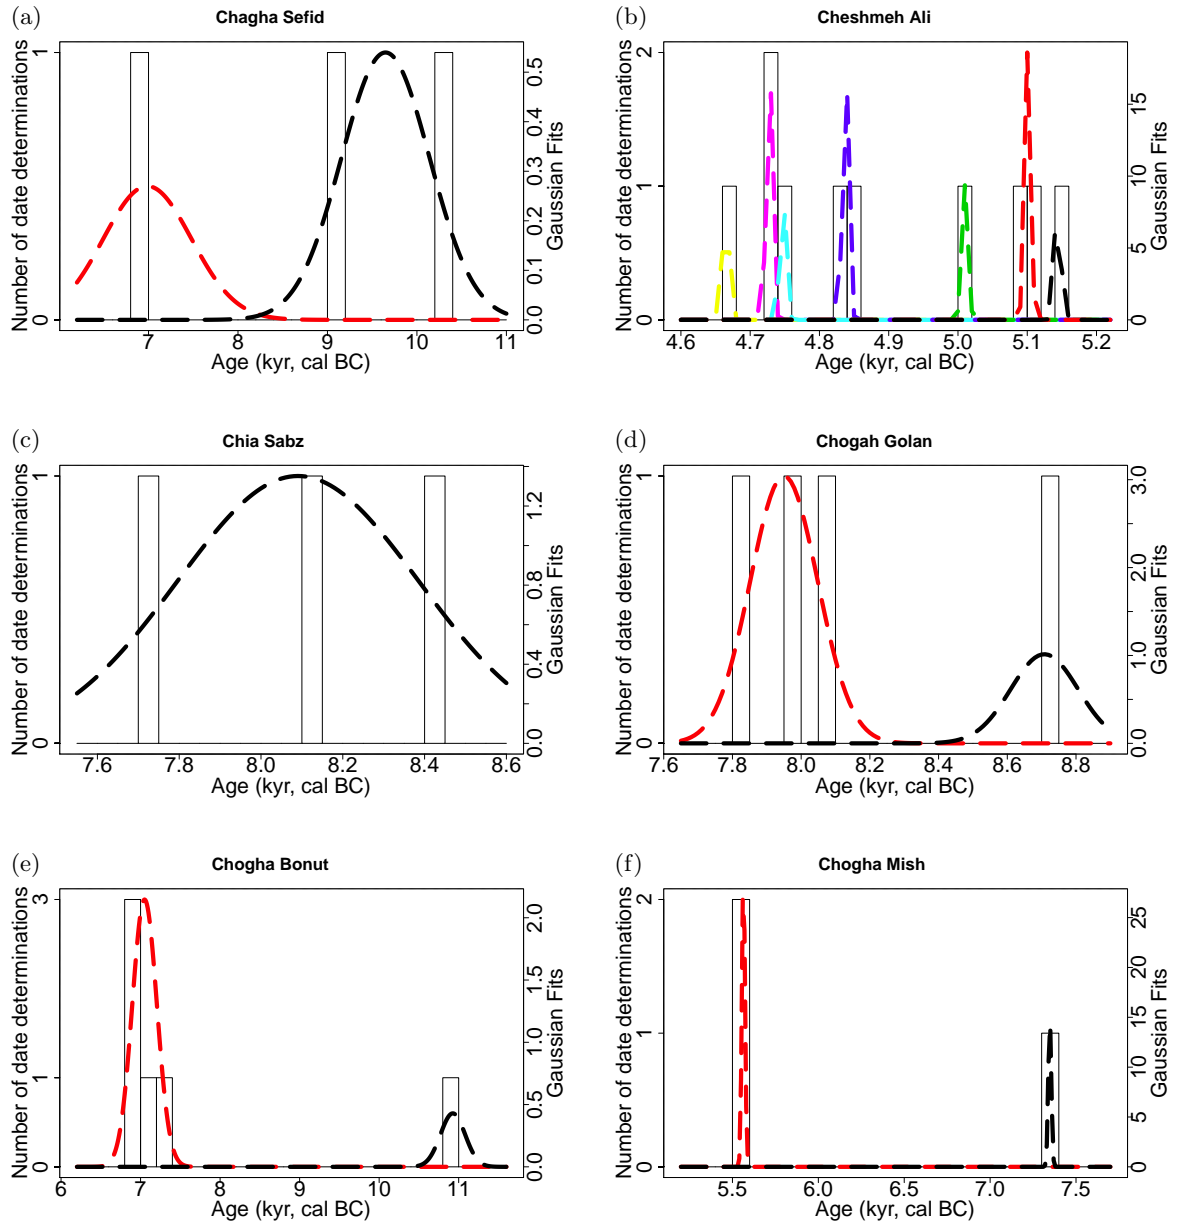 (a) Chagha Sefid
Number of date determinations
0 1
7 8 9 10 11
Age (kyr, cal BC)
0.0 0.1 0.2 0.3 0.4 0.5
Gaussian Fits
(b) Cheshmeh Ali
Number of date determinations
0 1 2
4.6 4.7 4.8 4.9 5.0 5.1 5.2
Age (kyr, cal BC)
0 5 10 15
Gaussian Fits
(c) Chia Sabz
Number of date determinations
0 1
7.6 7.8 8.0 8.2 8.4 8.6
Age (kyr, cal BC)
0.0 0.4 0.8 1.2
Gaussian Fits
(d) Chogah Golan
Number of date determinations
0 1
7.6 7.8 8.0 8.2 8.4 8.6 8.8
Age (kyr, cal BC)
0.0 1.0 2.0 3.0
Gaussian Fits
(e) Chogha Bonut
Number of date determinations
0 1 3
6 7 8 9 10 11
Age (kyr, cal BC)
0.0 0.5 1.0 1.5 2.0
Gaussian Fits
(f) Chogha Mish
Number of date determinations
0 1 2
5.5 6.0 6.5 7.0 7.5
Age (kyr, cal BC)
0 5 10 15 20 25
Gaussian Fits